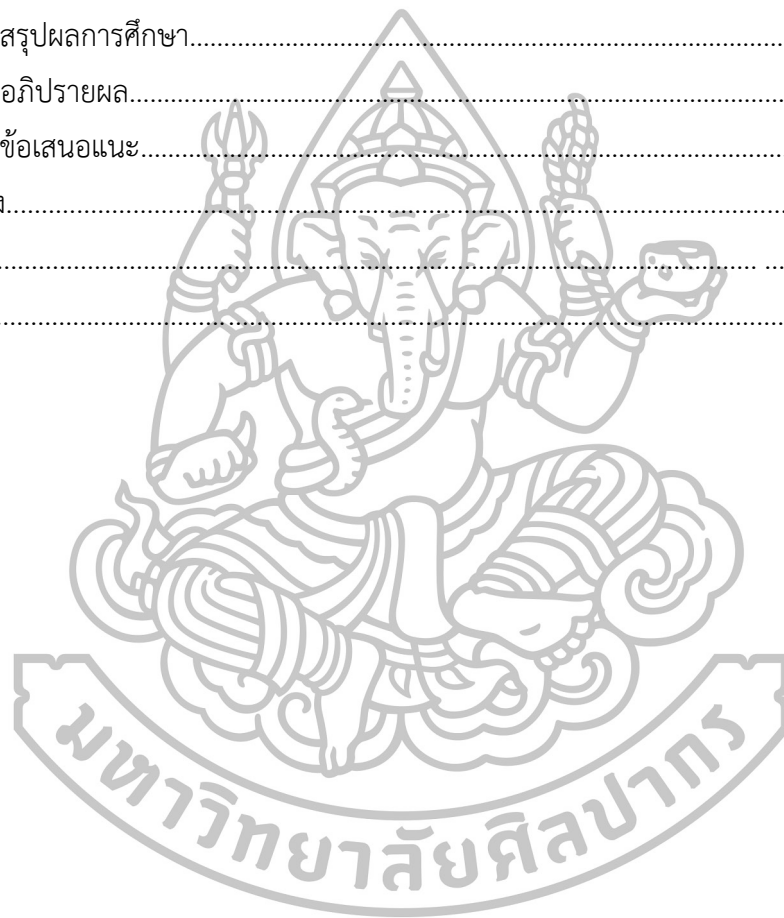 สรุปผลการศึกษา........................................................................................
อภิปรายผล................................................................................................
ข้อเสนอแนะ..............................................................................................
................................................................................................................
........................................................................................................ ...
................................................................................................................
มหาวิทยาลัยศิลปากร